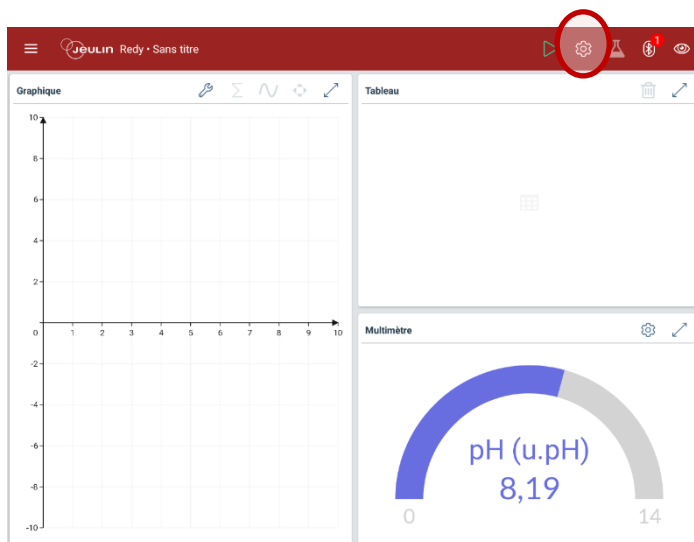 Jeulin Redy • Sans titre
1
Graphique
Tableau
10
8
6
4
2
0 1 2 3 4 5 6 7 8 9 10
-2
-4
-6
-8
-10
Multimètre
pH (u.pH)
8,19
0 14